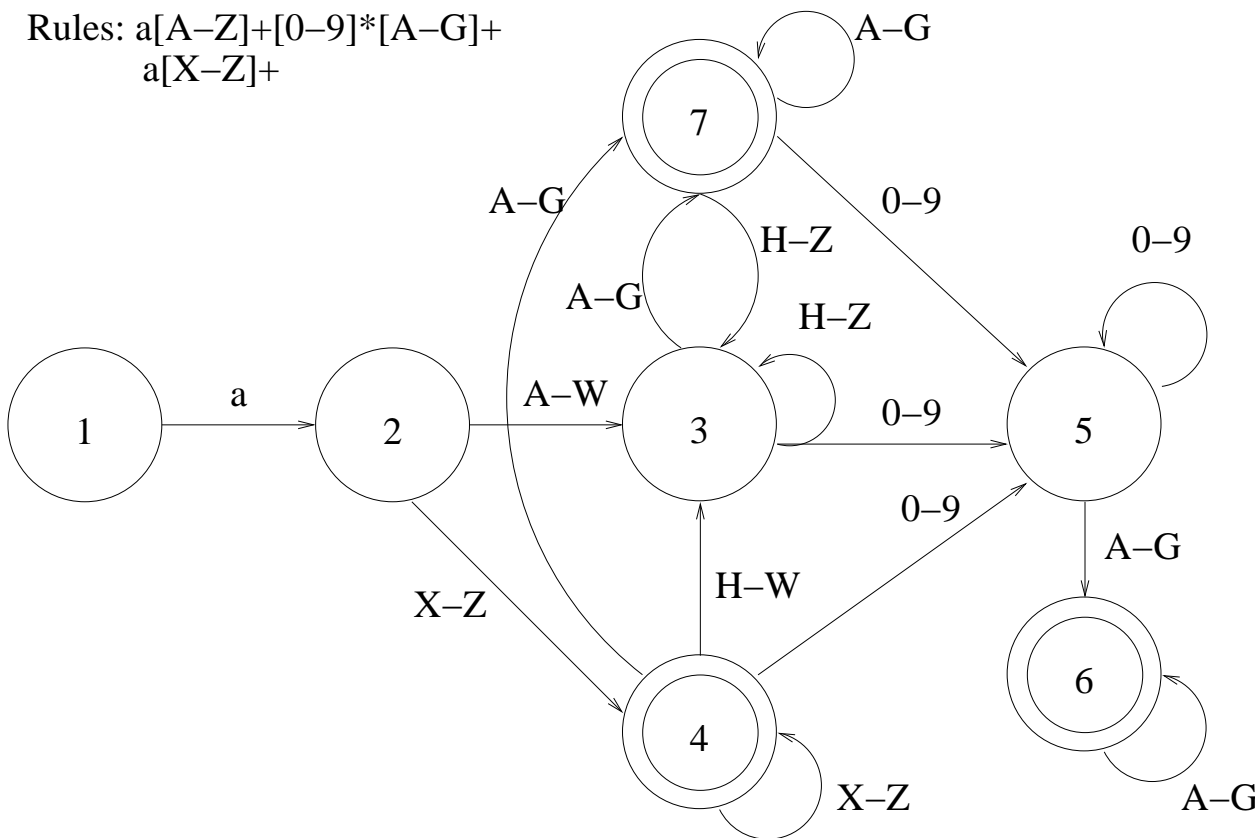 Rules: a[A–Z]+[0–9]*[A–G]+
a[X–Z]+
A–G
7
A–G
0–9
H–Z
0–9
A–G
H–Z
a
A–W
0–9
1
2
3
5
0–9
A–G
H–W
X–Z
6
4
X–Z
A–G